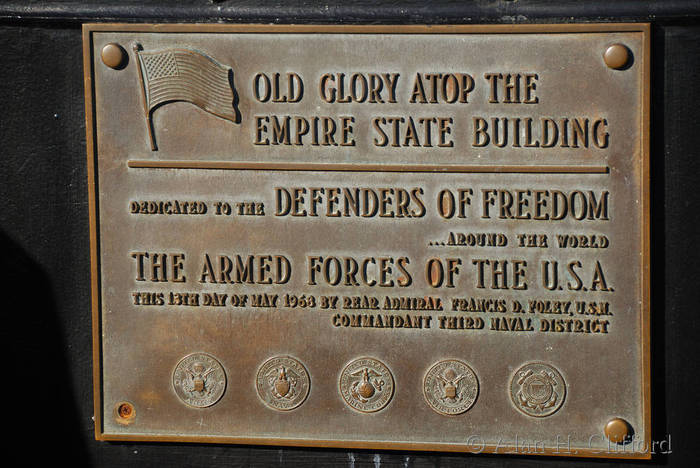 OLD GLORY ATOP THE
EMPIRE STATE BUILDING
DEDICATED TO THE DEFENDERS OF FREEDOM
...AROUND THE WORLD
THE ARMED FORCES OF THE U.S.A.
THIS 13TH DAY OF MAY 1968 BY REAR ADMIRAL FRANCIS D. FOLEY, U.S.N.
COMMANDANT THIRD NAVAL DISTRICT
© Alan H. Clifford